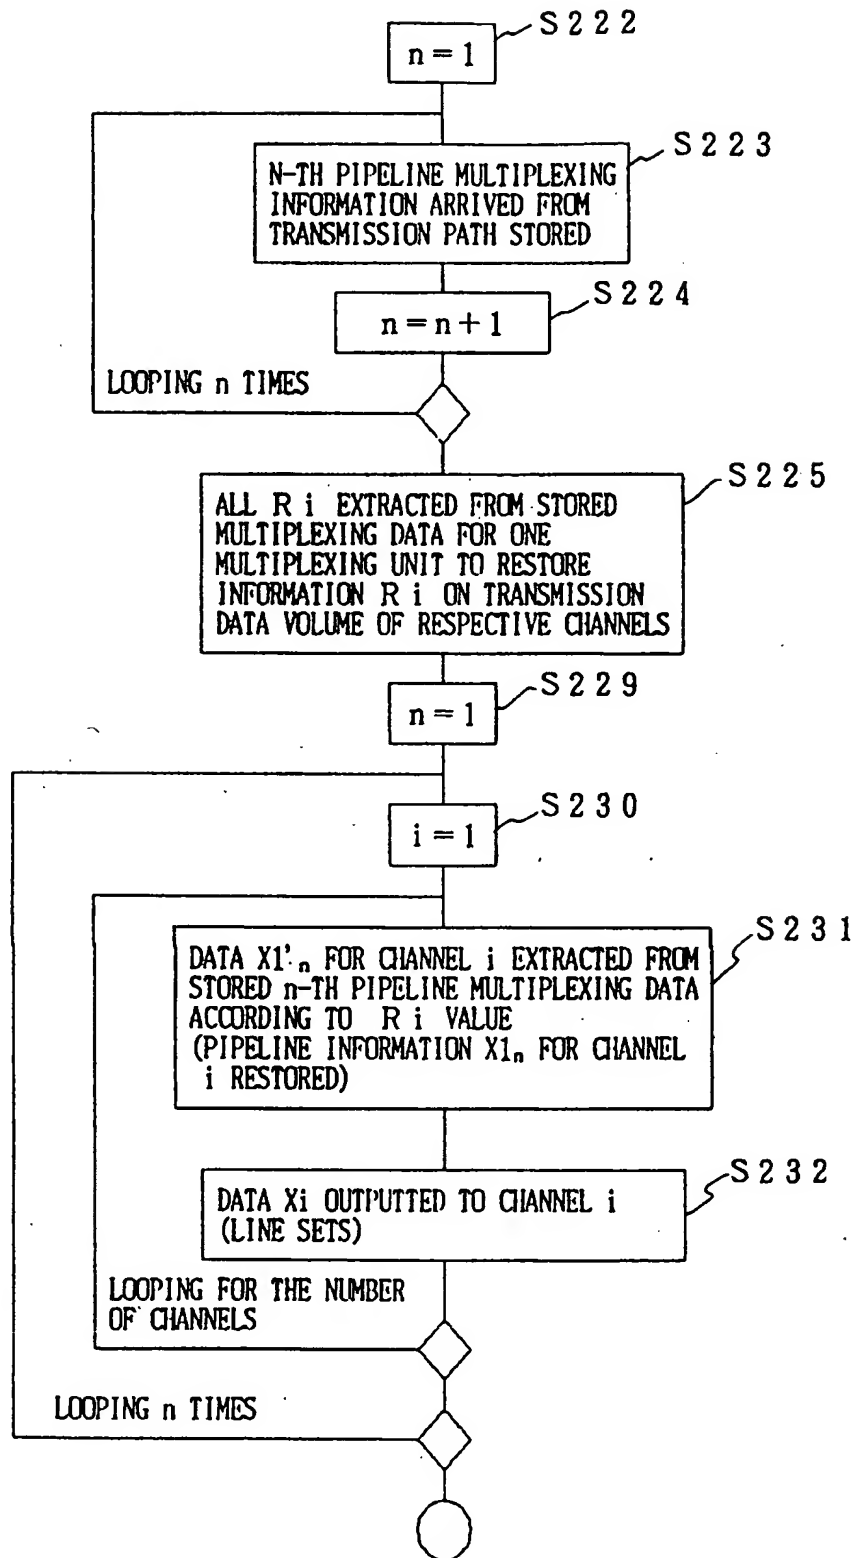 S222
n = 1
S223
N-TH PIPELINE MULTIPLEXING
INFORMATION ARRIVED FROM
TRANSMISSION PATH STORED
S224
n = n + 1
LOOPING n TIMES
S225
ALL R i EXTRACTED FROM STORED
MULTIPLEXING DATA FOR ONE
MULTIPLEXING UNIT TO RESTORE
INFORMATION R i ON TRANSMISSION
DATA VOLUME OF RESPECTIVE CHANNELS
S229
n = 1
S230
i = 1
S231
DATA X1'n FOR CHANNEL i EXTRACTED FROM
STORED n-TH PIPELINE MULTIPLEXING DATA
ACCORDING TO R i VALUE
(PIPELINE INFORMATION X1n FOR CHANNEL
i RESTORED)
S232
DATA Xi OUTPUTTED TO CHANNEL i
(LINE SETS)
LOOPING FOR THE NUMBER
OF CHANNELS
LOOPING n TIMES